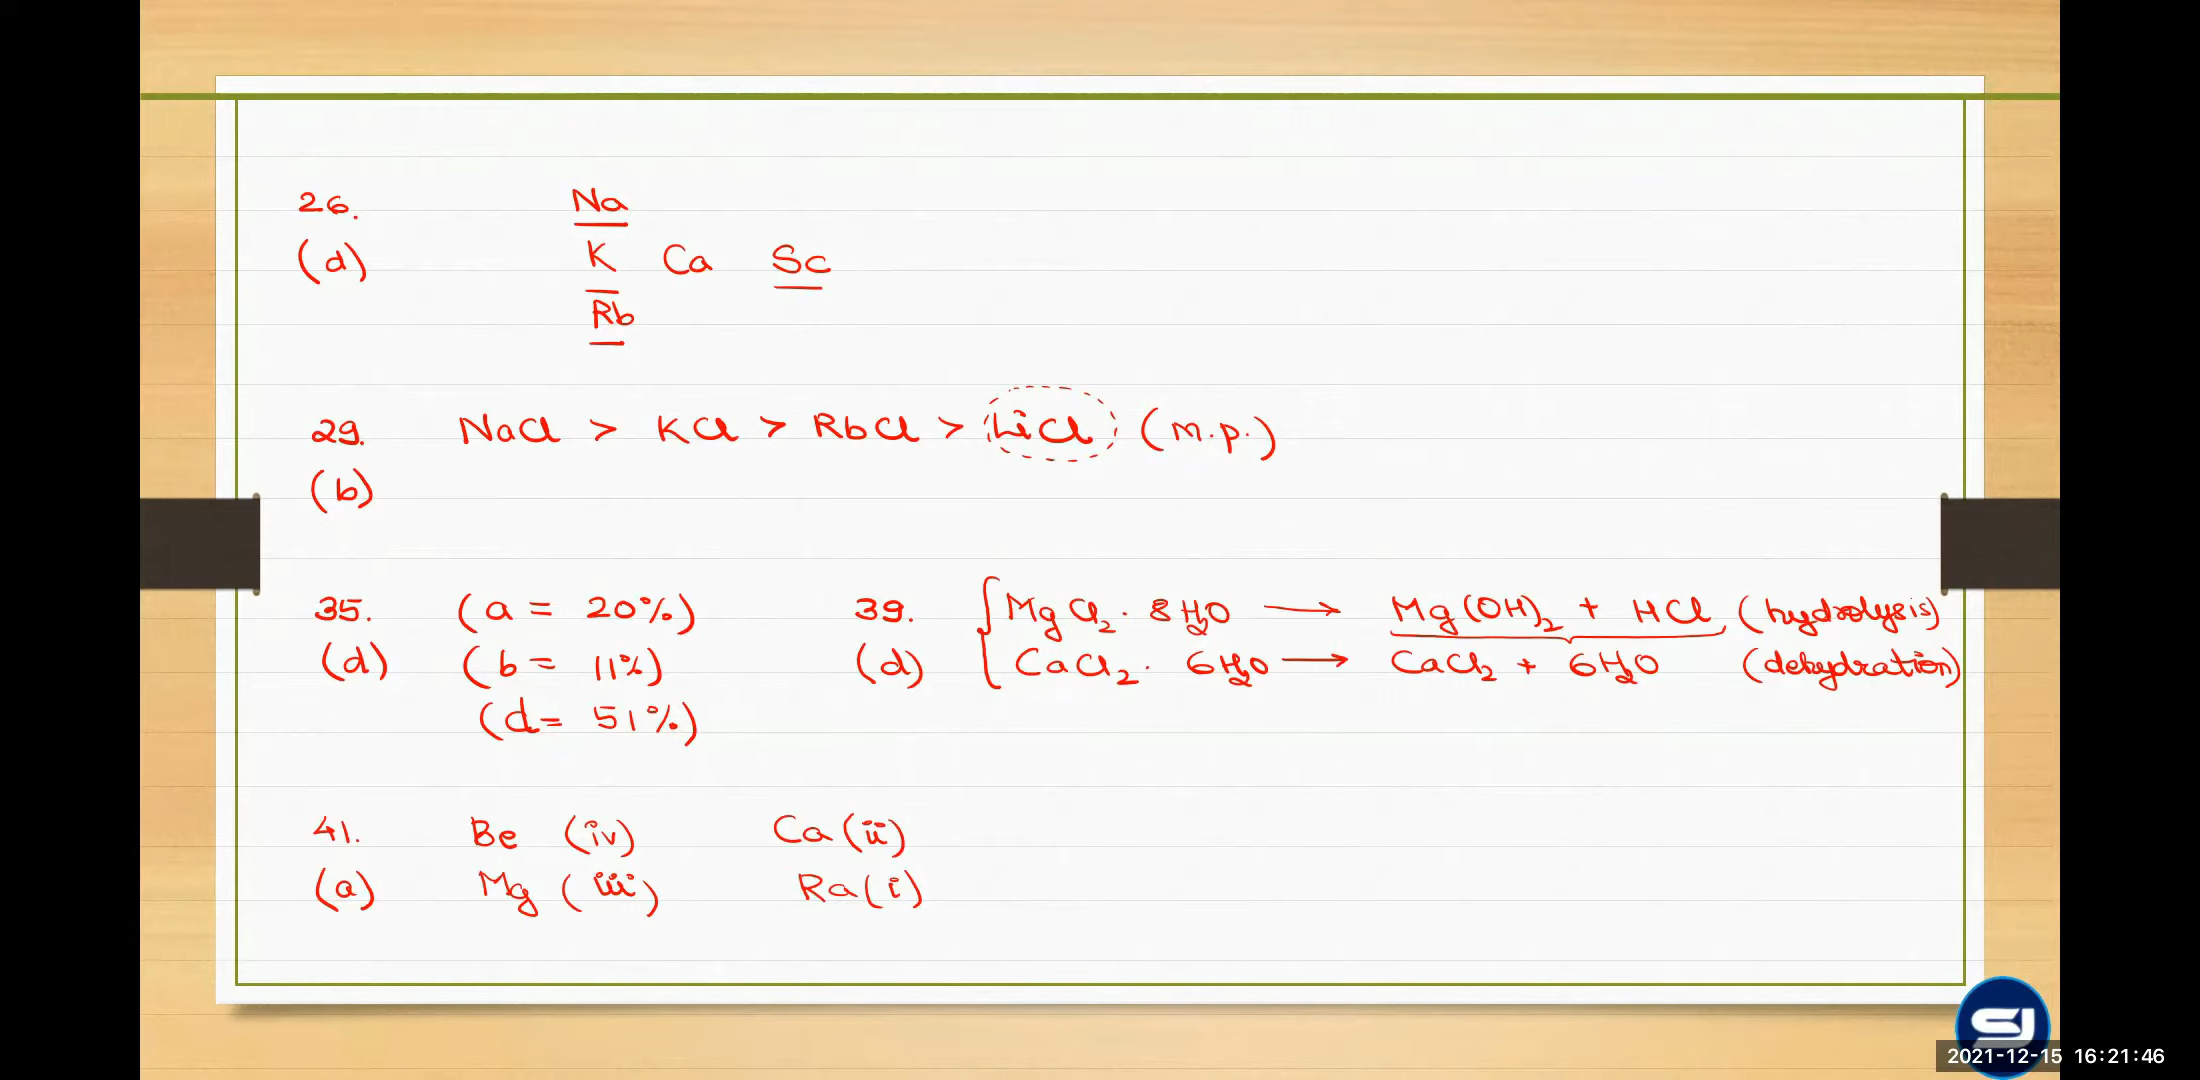 26. Na
(d) K Ca Sc
Rb
29. NaCl > KCl > RbCl > LiCl (m.p.)
(b)
35. (a = 20%) 39. MgCl₂. 8H₂O → Mg(OH)₂ + HCl (hydrolysis)
(d) (b = 11%) (d) CaCl₂. 6H₂O → CaCl₂ + 6H₂O (dehydration)
(d = 51%)
41. Be (iv) Ca (ii)
(a) Mg (iii) Ra (i)
SJ
2021-12-15 16:21:46